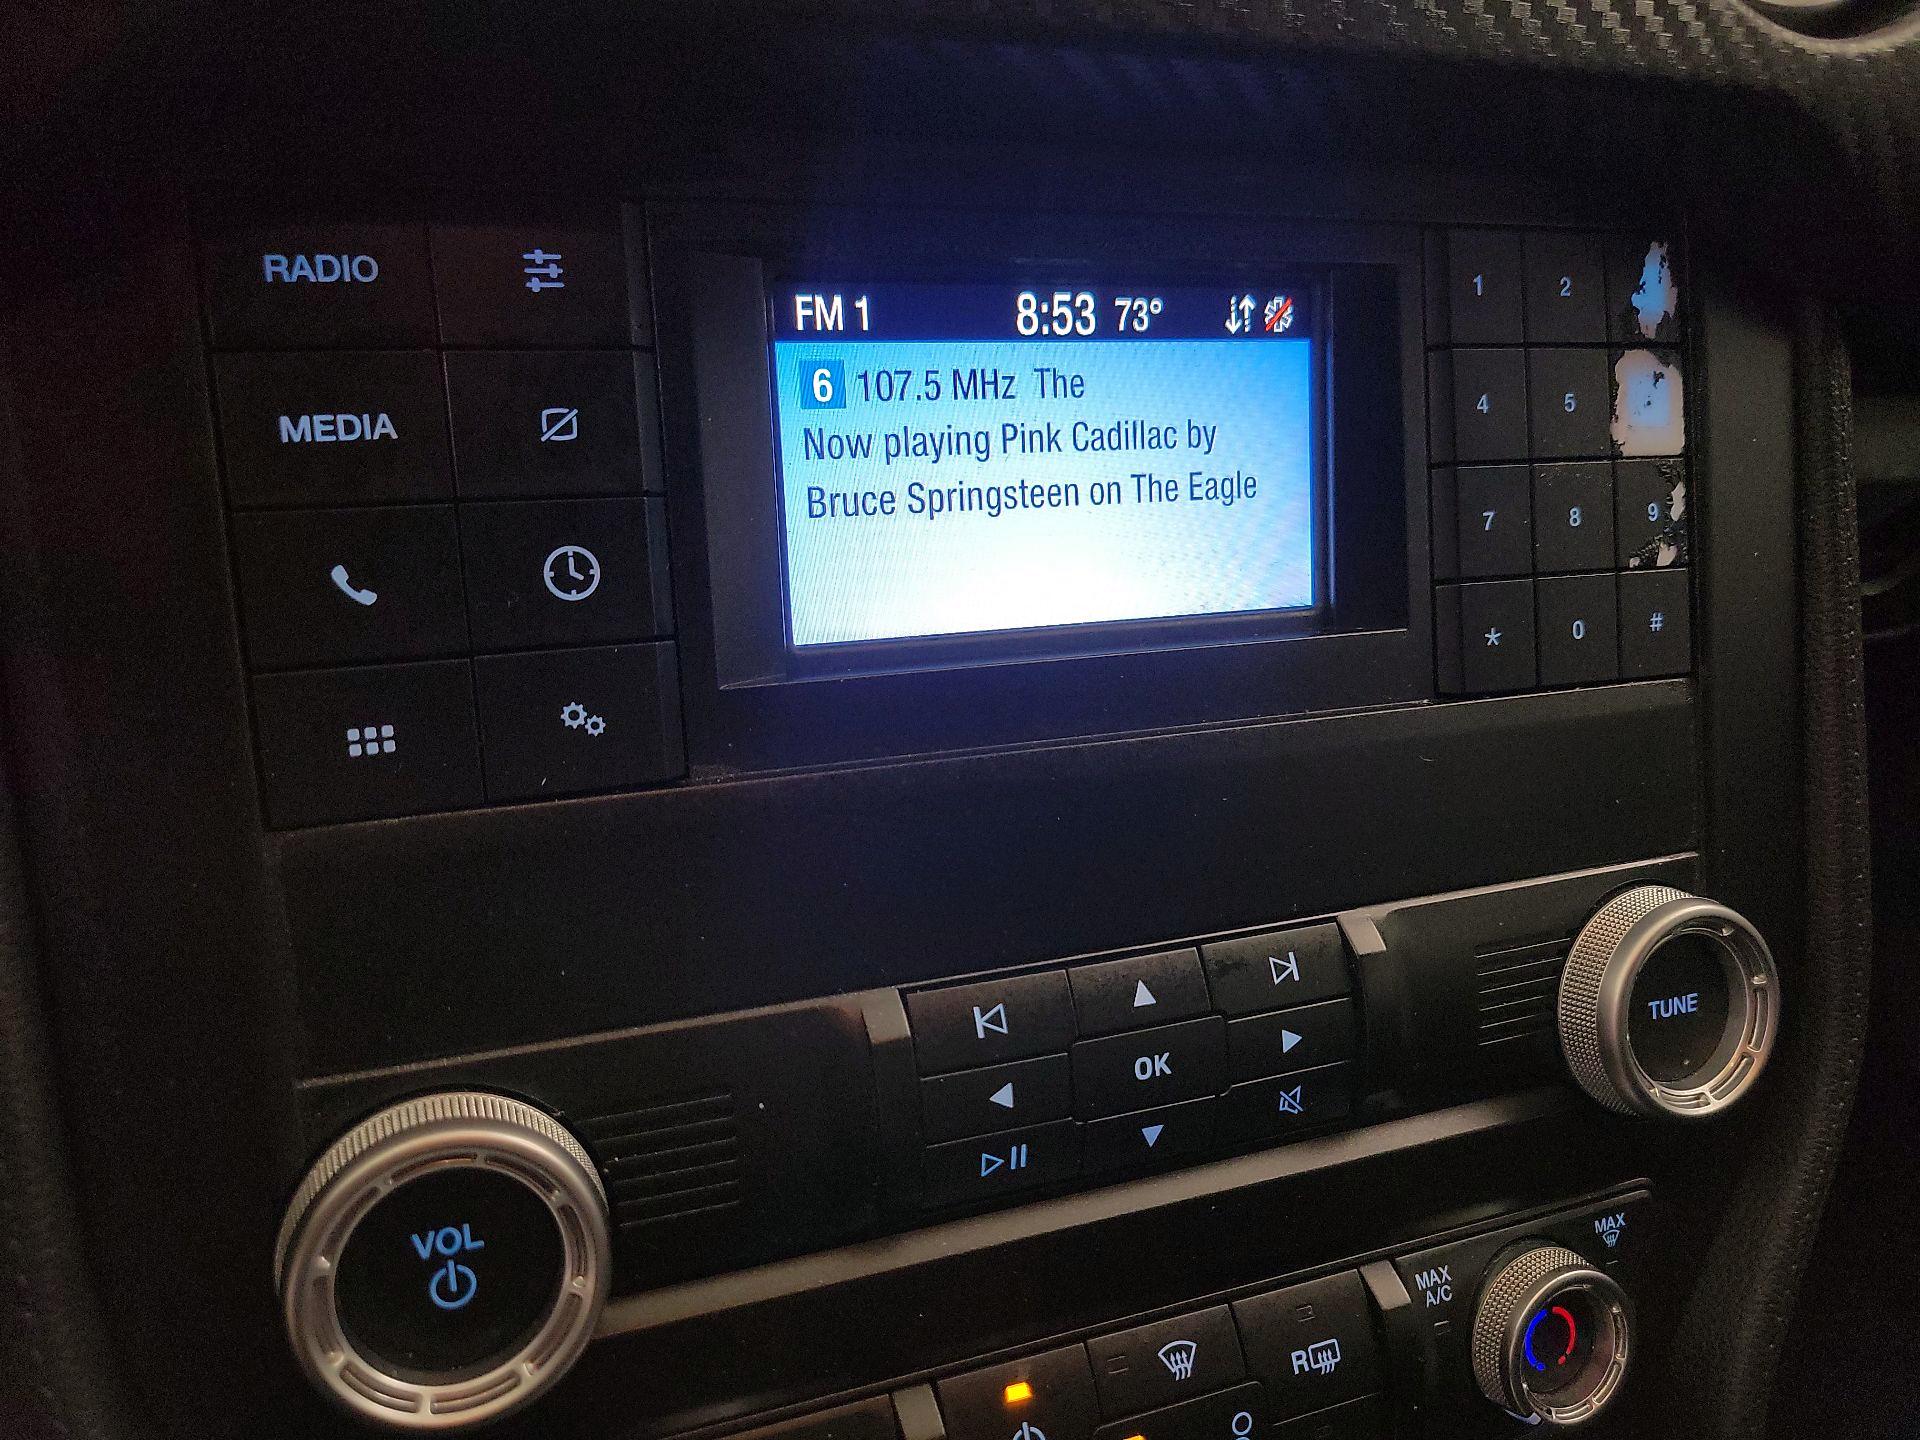 RADIO
MEDIA
FM 1 8:53 73°
6 107.5 MHz The
Now playing Pink Cadillac by
Bruce Springsteen on The Eagle
1 2
4 5
7 8 9
* 0 #
OK
TUNE
VOL
MAX
MAX
A/C
R